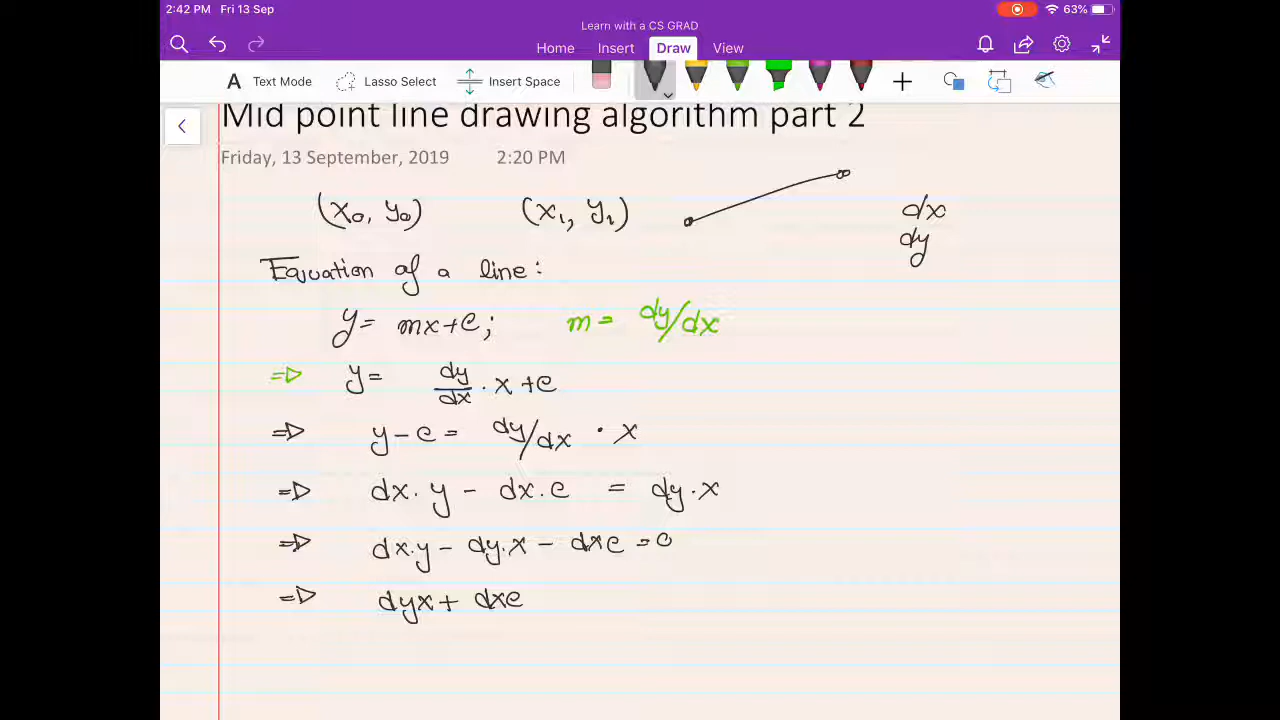 2:42 PM Fri 13 Sep 63%
Learn with a CS GRAD
Home Insert Draw View
A Text Mode Lasso Select Insert Space
Mid point line drawing algorithm part 2
Friday, 13 September, 2019 2:20 PM
(x₀, y₀) (x₁, y₁) dx
dy
Equation of a line:
y = mx+c; m = dy/dx
⇒ y = dy/dx · x + c
⇒ y - c = dy/dx · x
⇒ dx · y - dx · c = dy · x
⇒ dx·y - dy·x - dxc = 0
⇒ dyx + dxc